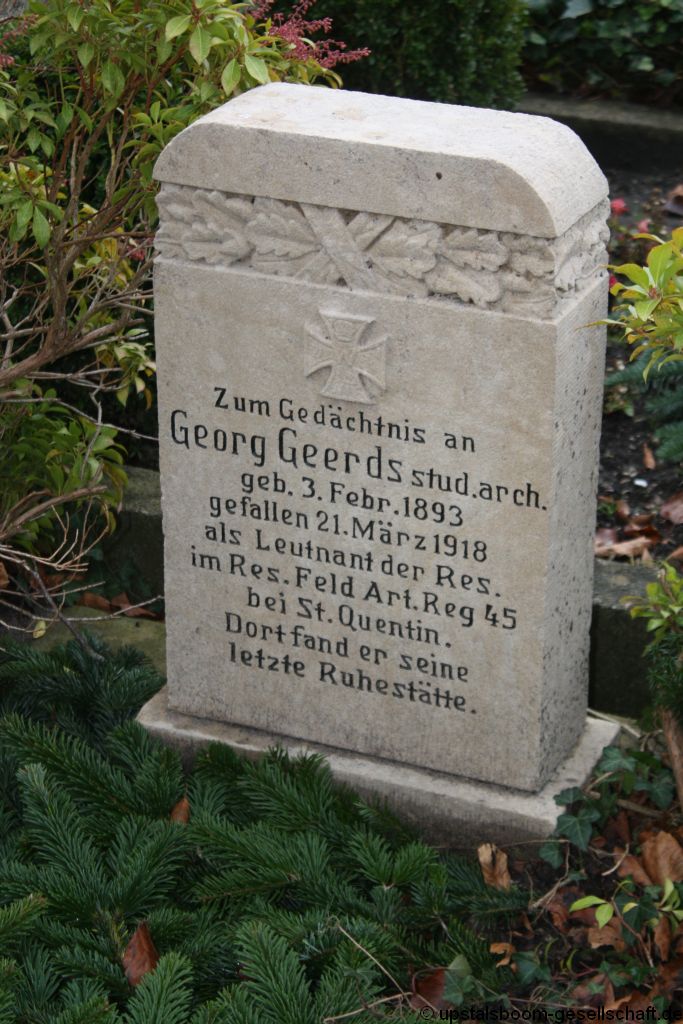 Zum Gedächtnis an
Georg Geerds stud.arch.
geb. 3. Febr. 1893
gefallen 21. März 1918
als Leutnant der Res.
im Res. Feld Art. Reg 45
bei St. Quentin.
Dort fand er seine
letzte Ruhestätte.
©upstalsboom-gesellschaft.de